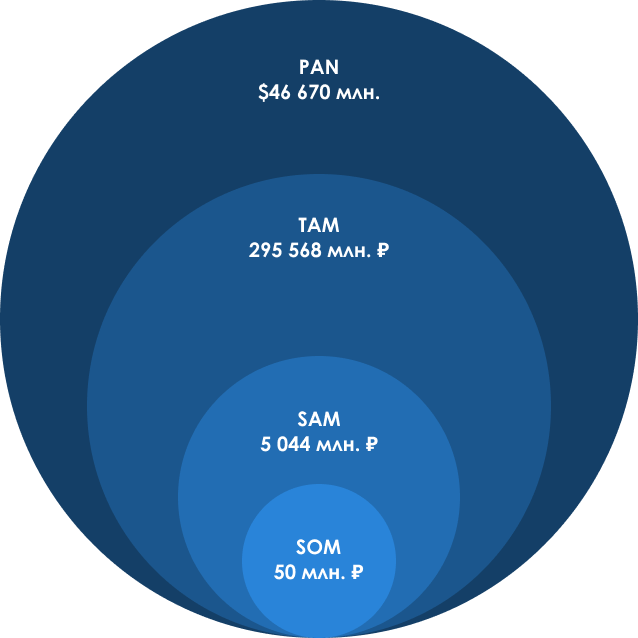 PAN
$46 670 млн.
TAM
295 568 млн. ₽
SAM
5 044 млн. ₽
SOM
50 млн. ₽